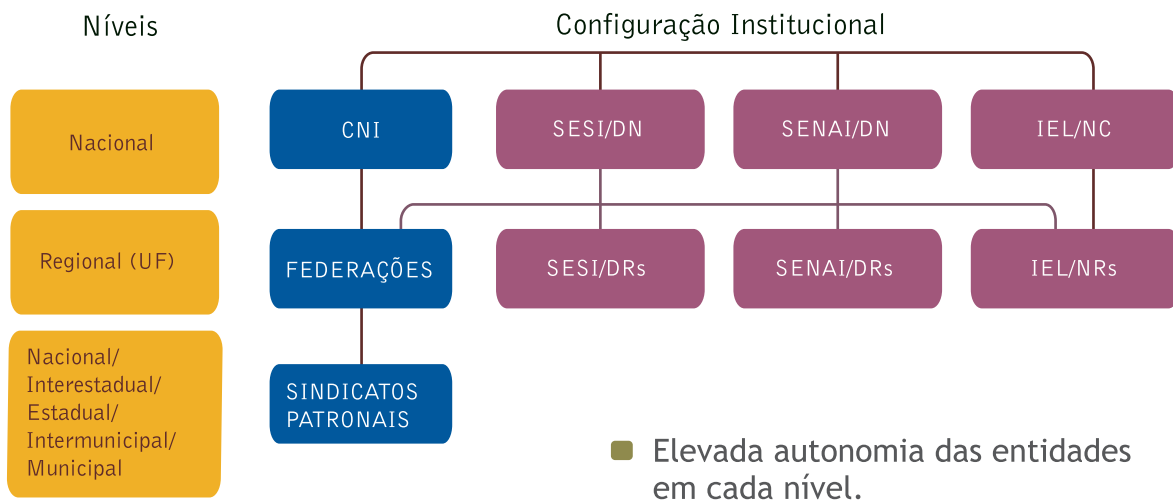 Níveis
Configuração Institucional
Nacional
CNI
SESI/DN
SENAI/DN
IEL/NC
Regional (UF)
FEDERAÇÕES
SESI/DRs
SENAI/DRs
IEL/NRs
Nacional/
Interestadual/
Estadual/
Intermunicipal/
Municipal
SINDICATOS
PATRONAIS
Elevada autonomia das entidades
em cada nível.